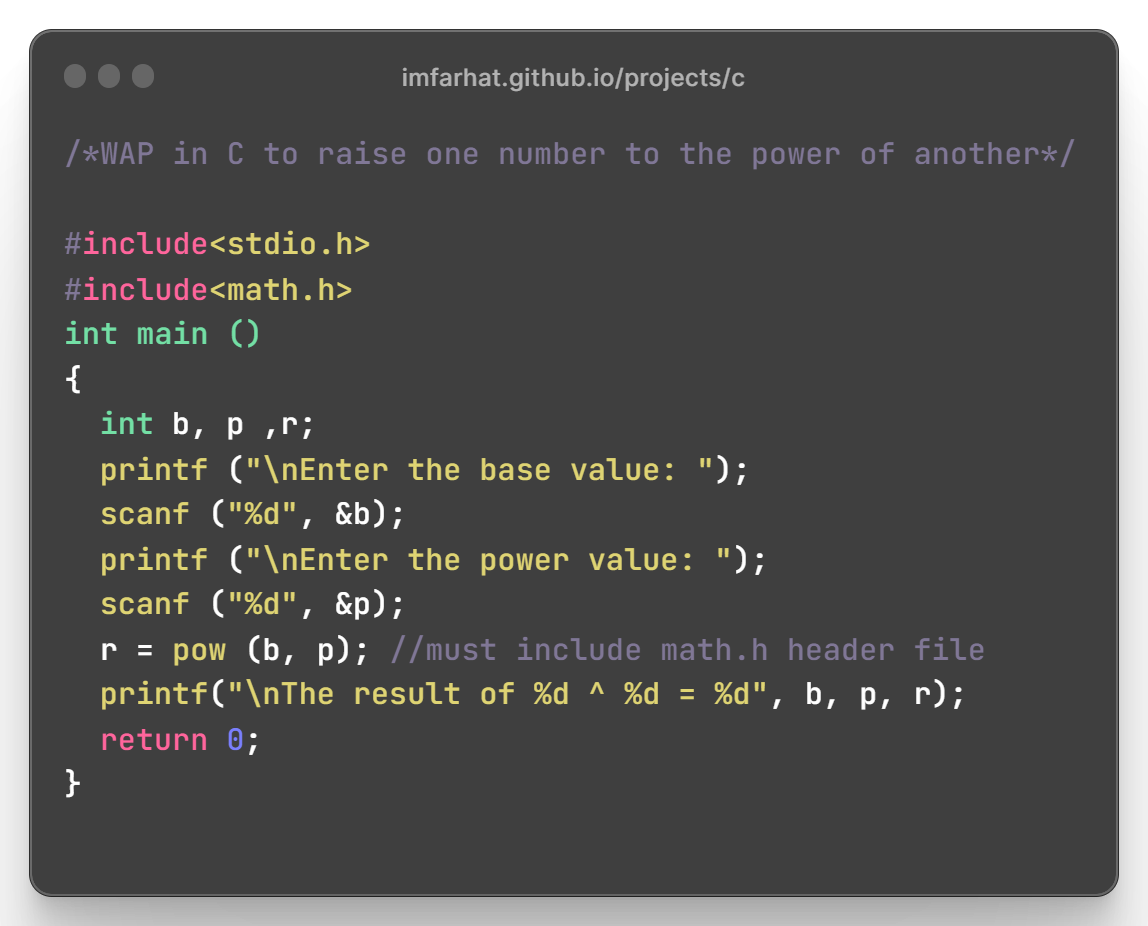 imfarhat.github.io/projects/c
/*WAP in C to raise one number to the power of another*/
#include<stdio.h>
#include<math.h>
int main ()
{
  int b, p ,r;
  printf ("\nEnter the base value: ");
  scanf ("%d", &b);
  printf ("\nEnter the power value: ");
  scanf ("%d", &p);
  r = pow (b, p); //must include math.h header file
  printf("\nThe result of %d ^ %d = %d", b, p, r);
  return 0;
}